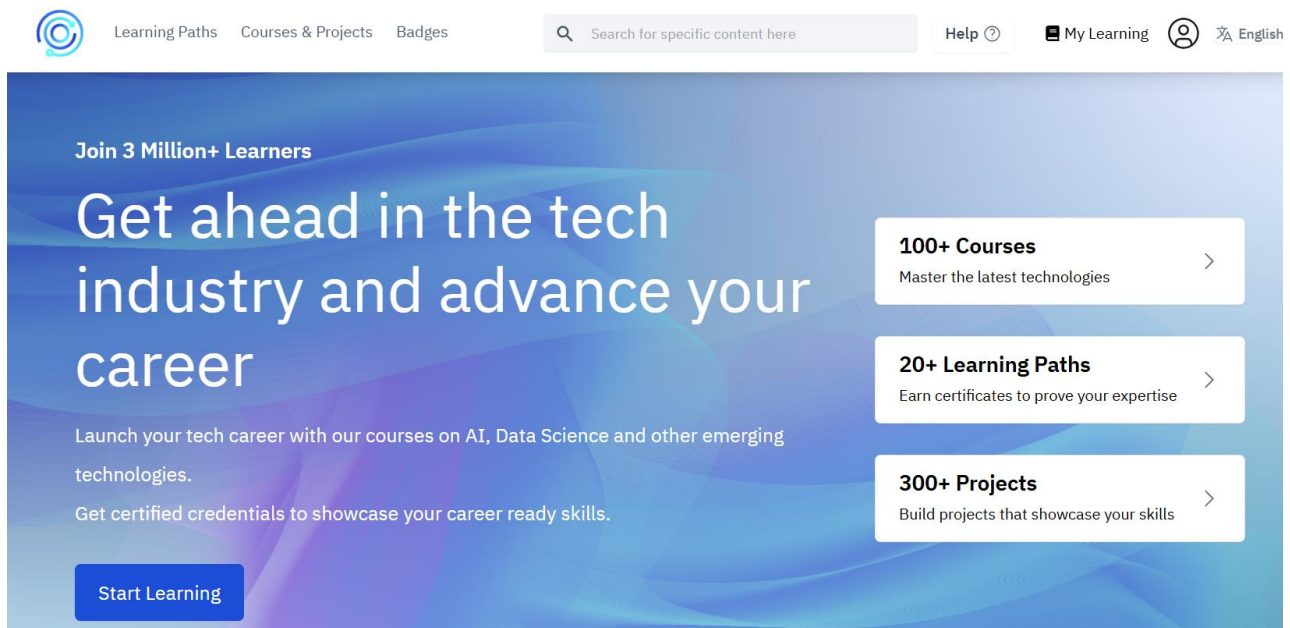 Learning Paths Courses & Projects Badges Search for specific content here Help My Learning English
Join 3 Million+ Learners
Get ahead in the tech
industry and advance your
career
Launch your tech career with our courses on AI, Data Science and other emerging
technologies.
Get certified credentials to showcase your career ready skills.
Start Learning
100+ Courses
Master the latest technologies
20+ Learning Paths
Earn certificates to prove your expertise
300+ Projects
Build projects that showcase your skills